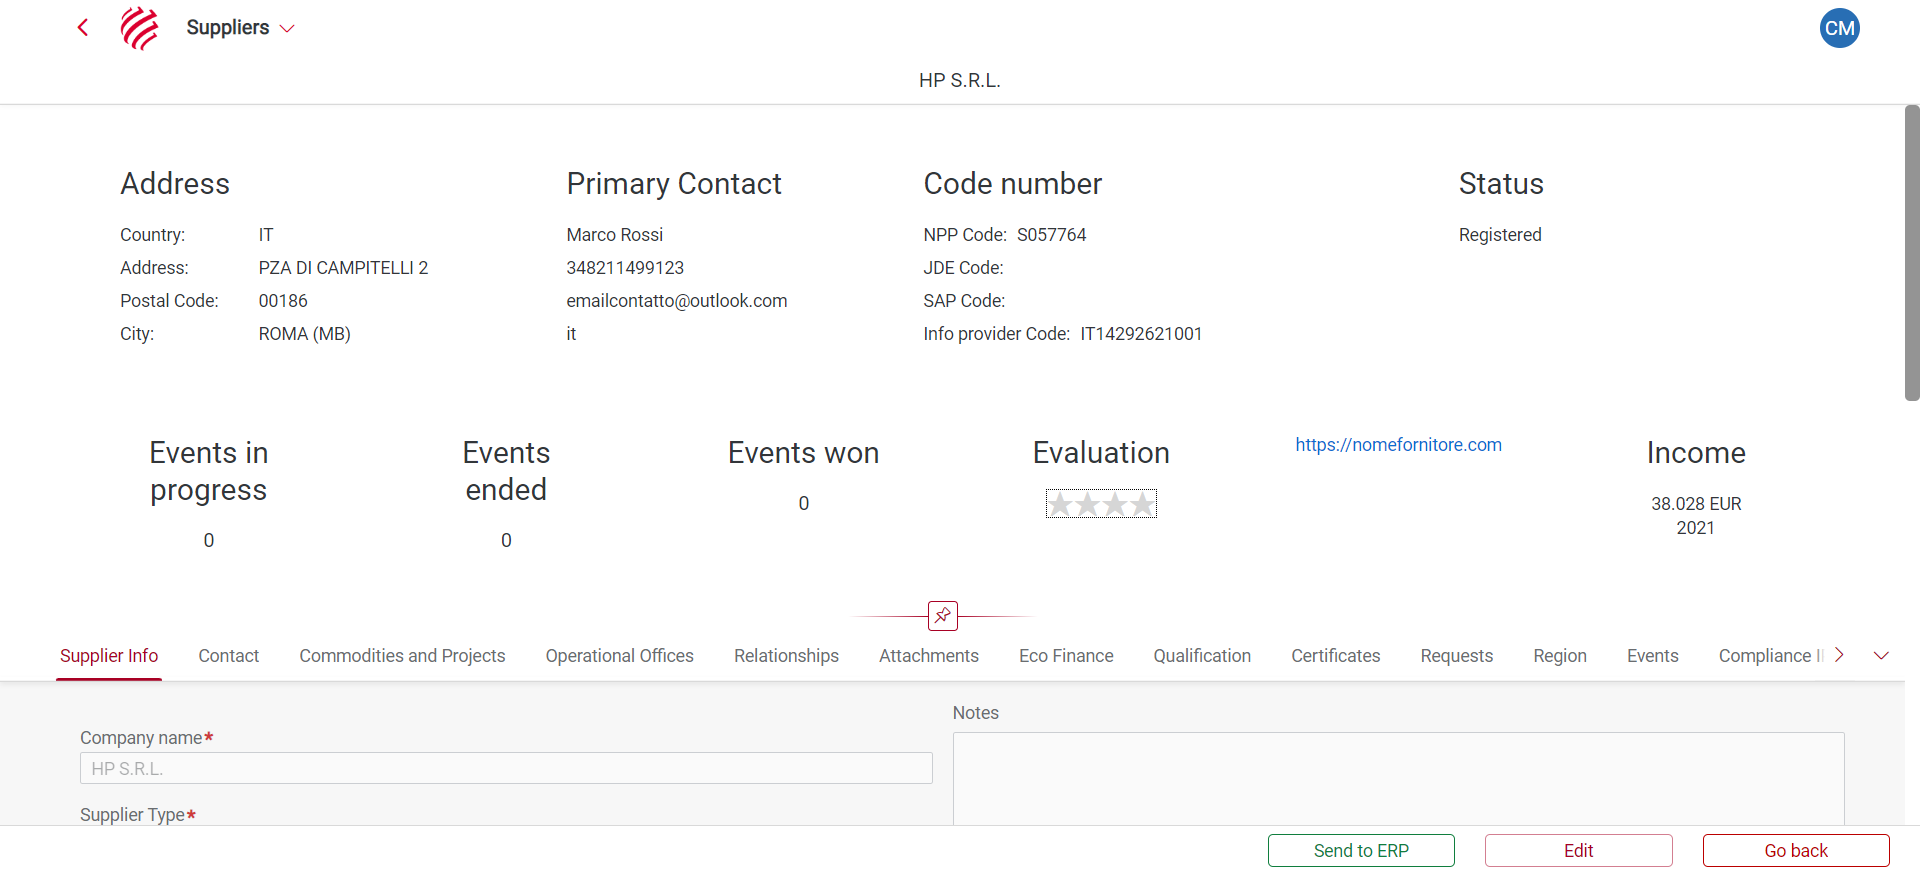 Suppliers
CM
HP S.R.L.
Address
Country: IT
Address: PZA DI CAMPITELLI 2
Postal Code: 00186
City: ROMA (MB)
Primary Contact
Marco Rossi
348211499123
emailcontatto@outlook.com
it
Code number
NPP Code: S057764
JDE Code:
SAP Code:
Info provider Code: IT14292621001
Status
Registered
Events in
progress
0
Events
ended
0
Events won
0
Evaluation
https://nomefornitore.com
Income
38.028 EUR
2021
Supplier Info Contact Commodities and Projects Operational Offices Relationships Attachments Eco Finance Qualification Certificates Requests Region Events Compliance
Company name*
HP S.R.L.
Supplier Type*
Notes
Send to ERP Edit Go back